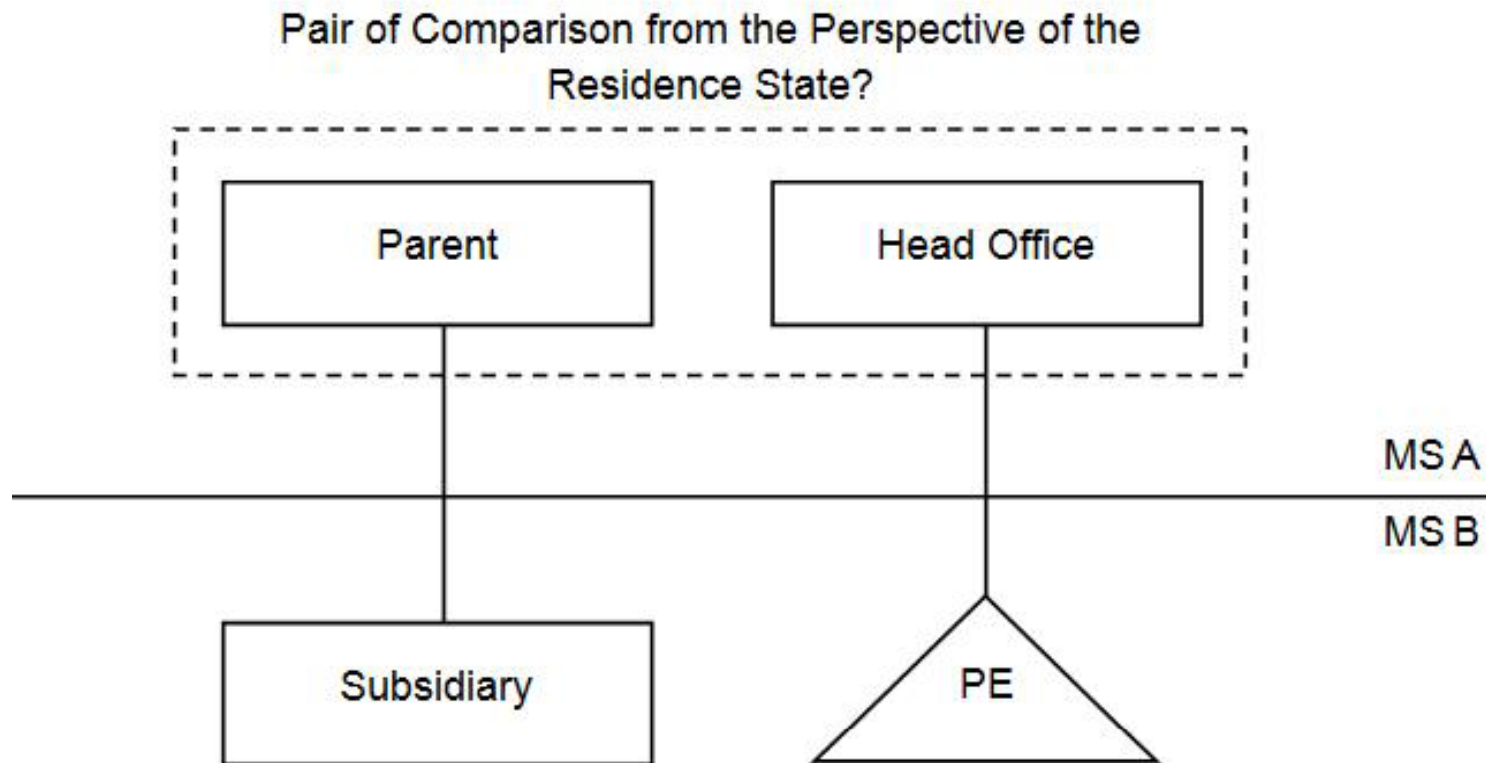 Pair of Comparison from the Perspective of the
Residence State?
Parent
Head Office
MS A
MS B
Subsidiary
PE